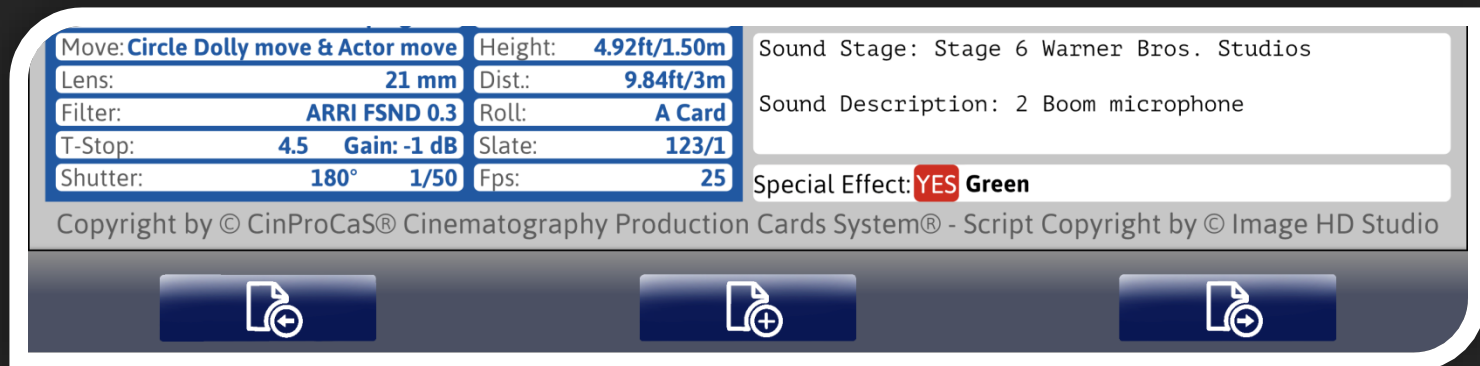 Move: Circle Dolly move & Actor move
Height: 4.92ft/1.50m
Lens: 21 mm
Dist.: 9.84ft/3m
Filter: ARRI FSND 0.3
Roll: A Card
T-Stop: 4.5 Gain: -1 dB
Slate: 123/1
Shutter: 180° 1/50
Fps: 25
Sound Stage: Stage 6 Warner Bros. Studios
Sound Description: 2 Boom microphone
Special Effect: YES Green
Copyright by © CinProCaS® Cinematography Production Cards System® - Script Copyright by © Image HD Studio